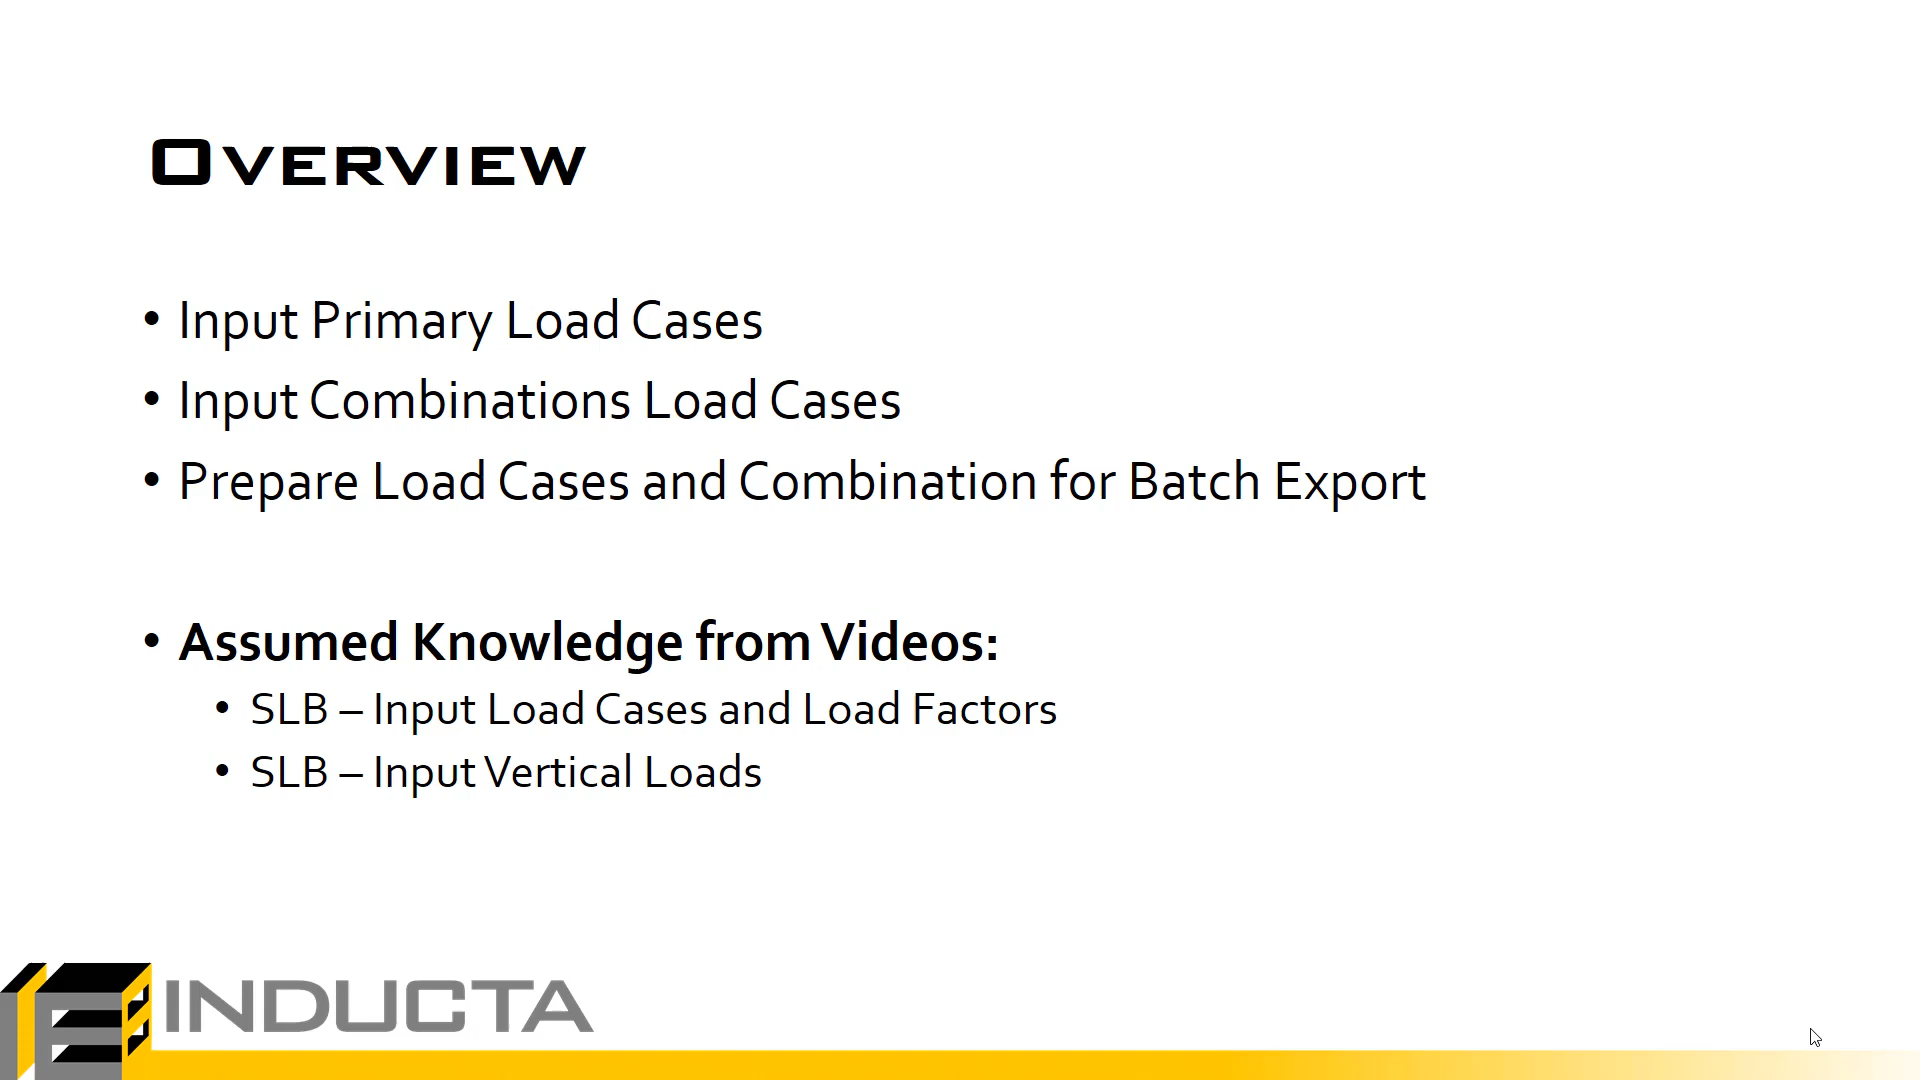 Overview
• Input Primary Load Cases
• Input Combinations Load Cases
• Prepare Load Cases and Combination for Batch Export
• Assumed Knowledge from Videos:
• SLB – Input Load Cases and Load Factors
• SLB – Input Vertical Loads
INDUCTA